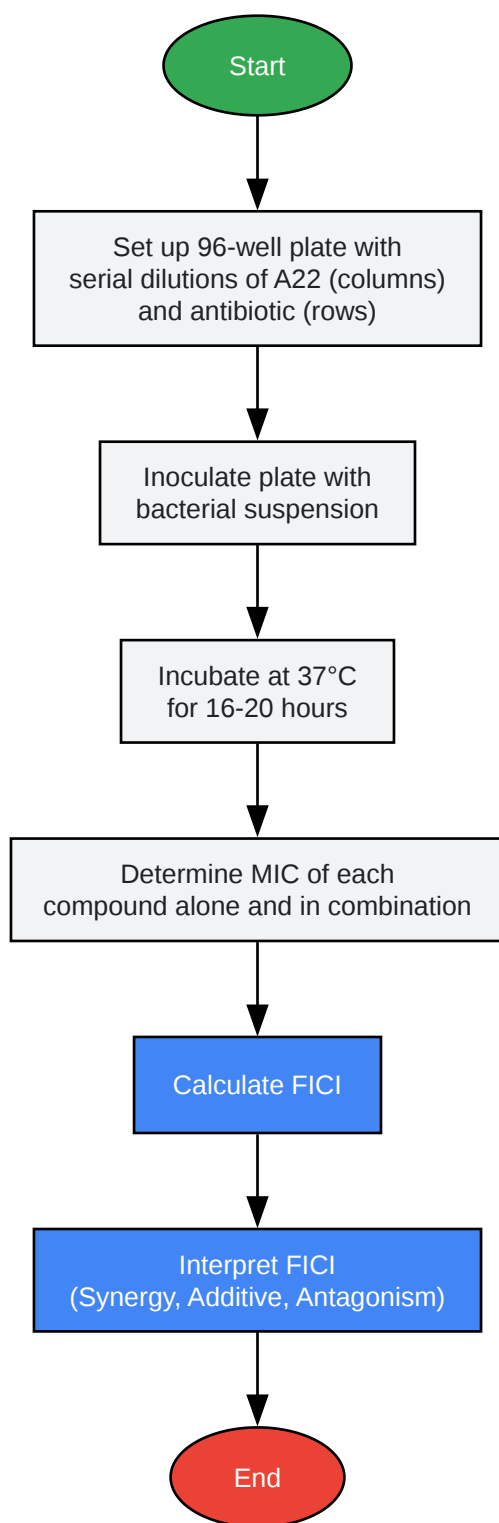 Start
Set up 96-well plate with
serial dilutions of A22 (columns)
and antibiotic (rows)
Inoculate plate with
bacterial suspension
Incubate at 37°C
for 16-20 hours
Determine MIC of each
compound alone and in combination
Calculate FICI
Interpret FICI
(Synergy, Additive, Antagonism)
End